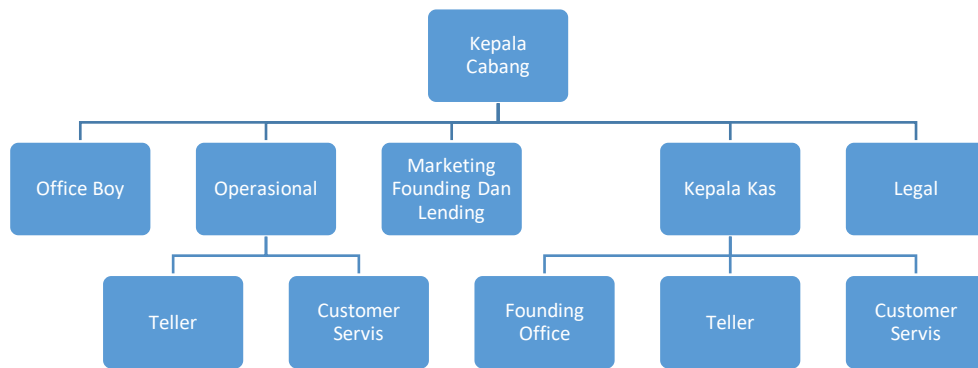 Kepala
Cabang
Office Boy
Operasional
Marketing
Founding Dan
Lending
Kepala Kas
Legal
Teller
Customer
Servis
Founding
Office
Teller
Customer
Servis